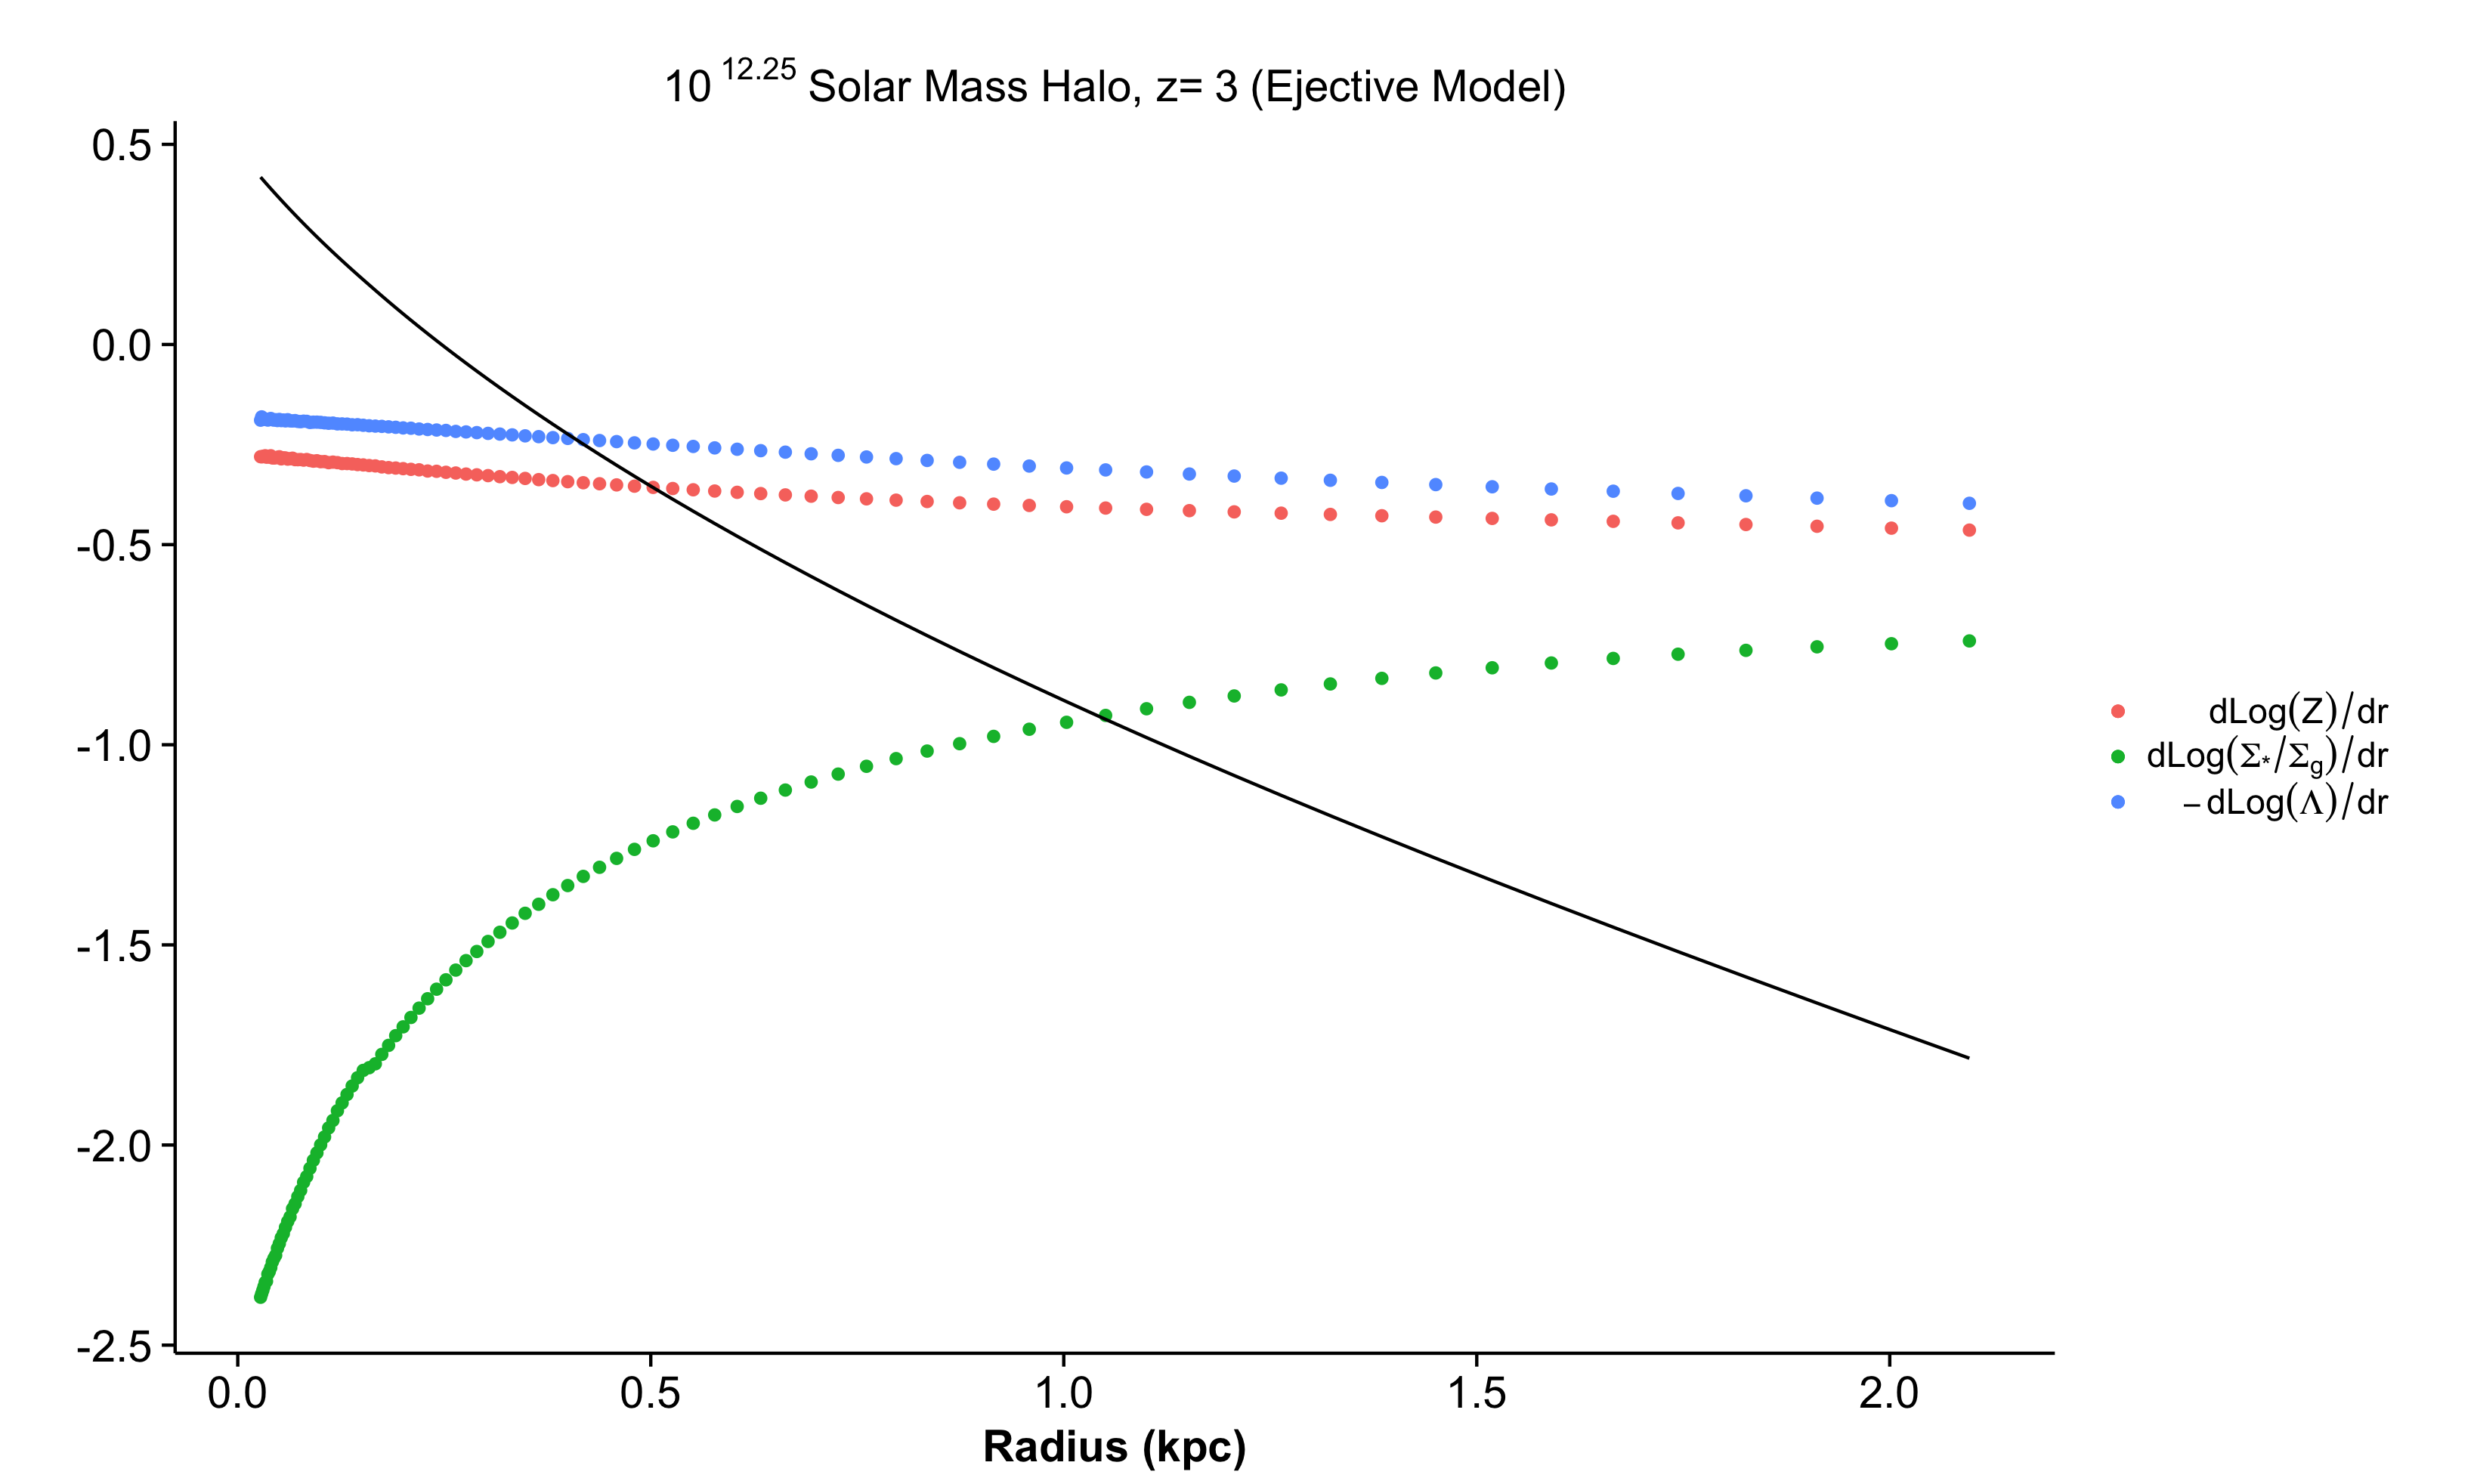 10 12.25 Solar Mass Halo, z= 3 (Ejective Model)
0.5
0.0
-0.5
-1.0
-1.5
-2.0
-2.5
0.0 0.5 1.0 1.5 2.0
Radius (kpc)
dLog(Z)/dr
dLog(Σ*/Σg)/dr
−dLog(Λ)/dr